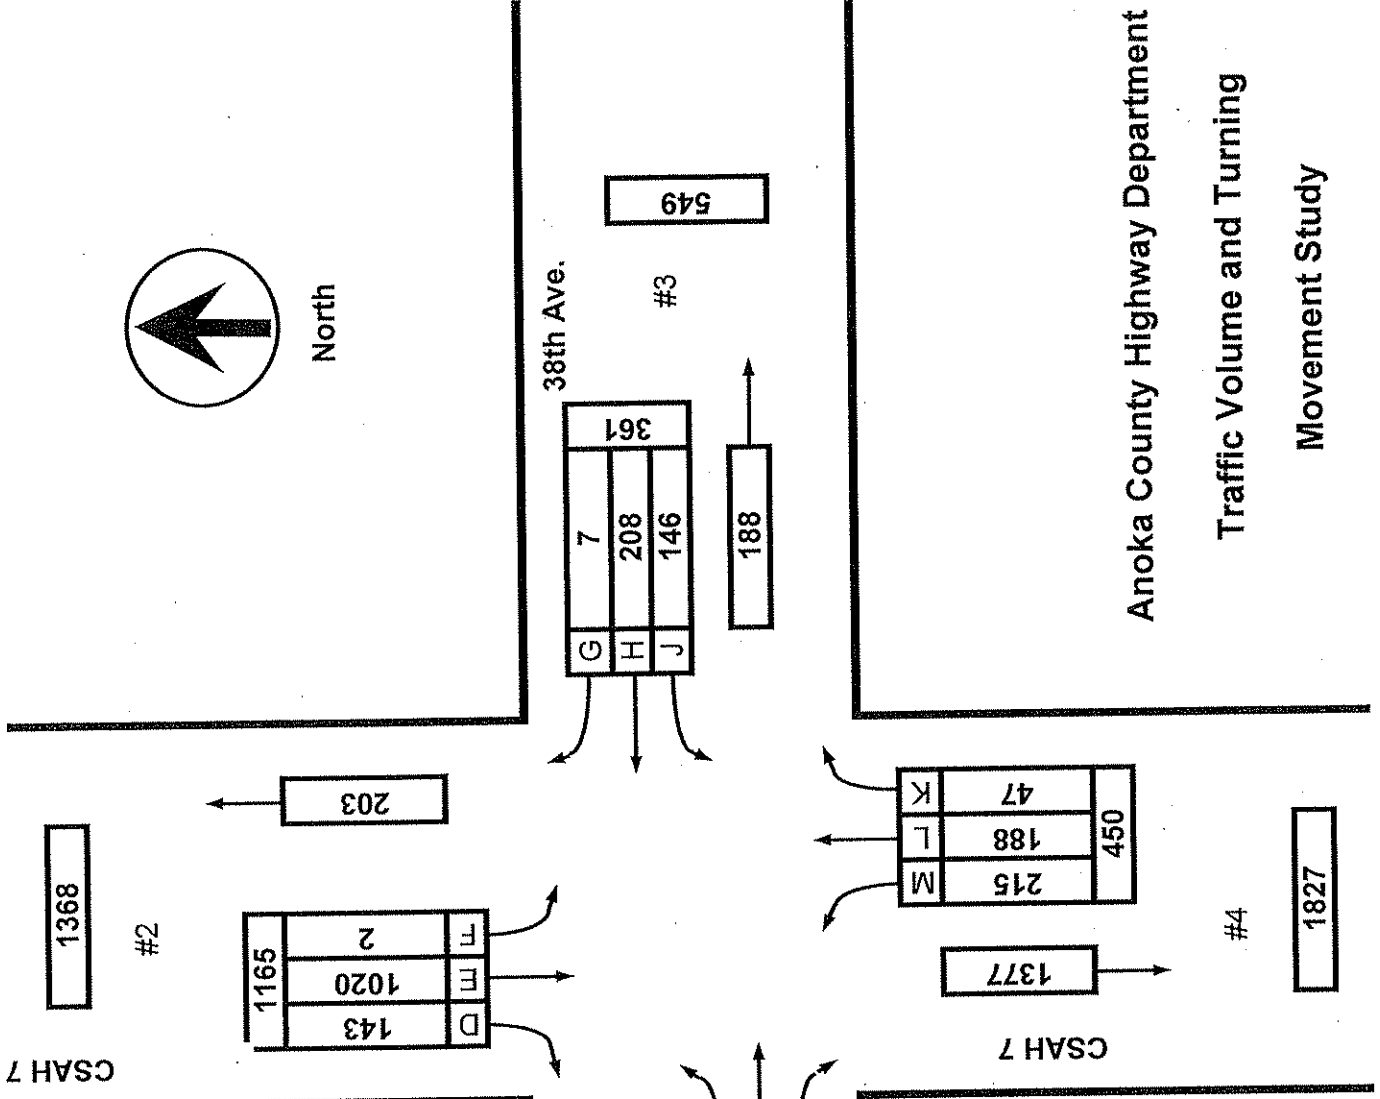 North
38th Ave.
#3
549
361
G 7
H 208
J 146
188
CSAH 7
1368
#2
203
1165
143 1020 2
D E F
M L K
215 188 47
450
1377
#4
1827
CSAH 7
Anoka County Highway Department
Traffic Volume and Turning
Movement Study